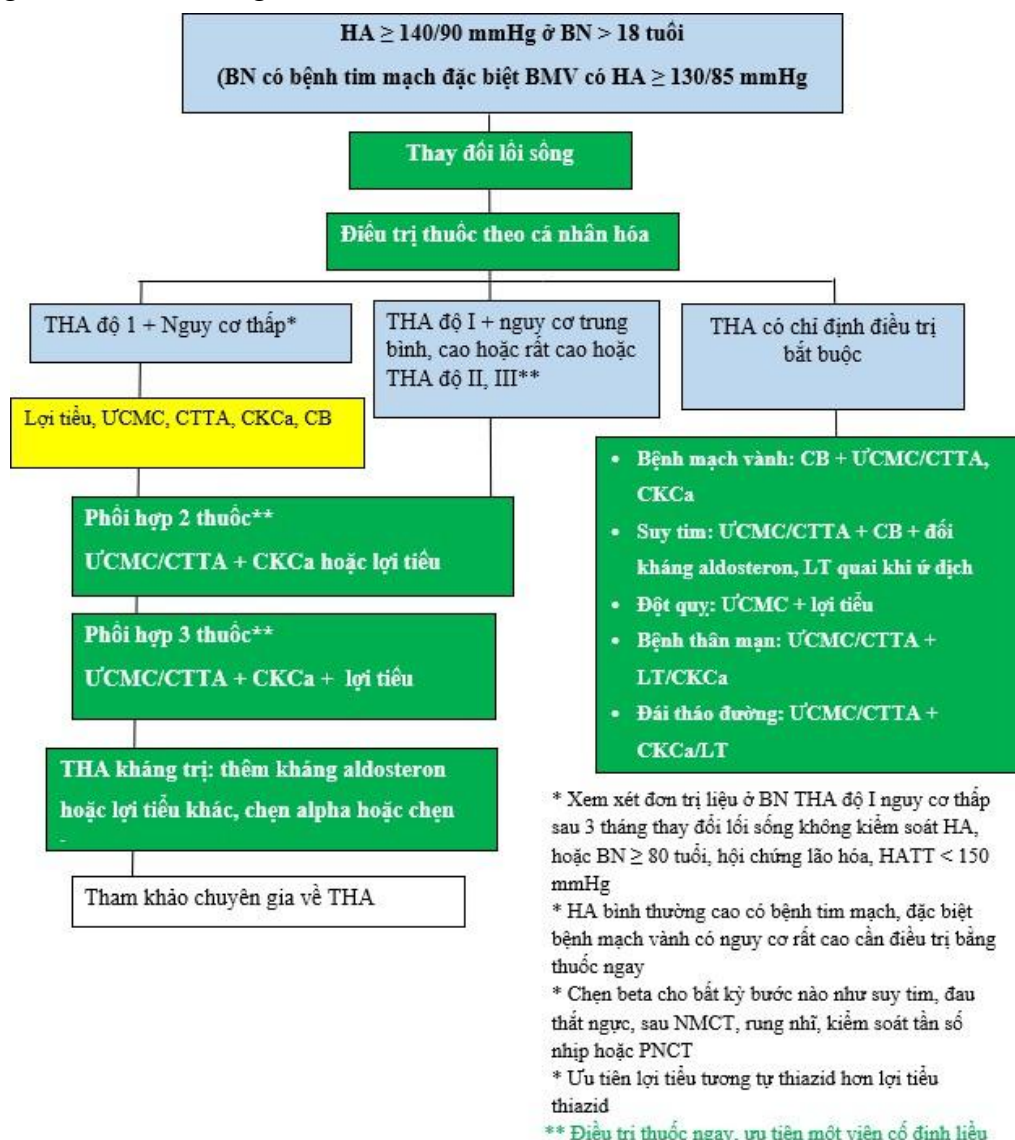 HA ≥ 140/90 mmHg ở BN > 18 tuổi
(BN có bệnh tim mạch đặc biệt BMV có HA ≥ 130/85 mmHg
Thay đổi lối sống
Điều trị thuốc theo cá nhân hóa
THA độ 1 + Nguy cơ thấp*
Lợi tiểu, ƯCMC, CTTA, CKCa, CB
THA độ I + nguy cơ trung
bình, cao hoặc rất cao hoặc
THA độ II, III**
THA có chỉ định điều trị
bắt buộc
Phối hợp 2 thuốc**
ƯCMC/CTTA + CKCa hoặc lợi tiểu
Phối hợp 3 thuốc**
ƯCMC/CTTA + CKCa + lợi tiểu
THA kháng trị: thêm kháng aldosteron
hoặc lợi tiểu khác, chẹn alpha hoặc chẹn
Tham khảo chuyên gia về THA
• Bệnh mạch vành: CB + ƯCMC/CTTA,
CKCa
• Suy tim: ƯCMC/CTTA + CB + đối
kháng aldosteron, LT quai khi ứ dịch
• Đột quỵ: ƯCMC + lợi tiểu
• Bệnh thân mạn: ƯCMC/CTTA +
LT/CKCa
• Đái tháo đường: ƯCMC/CTTA +
CKCa/LT
* Xem xét đơn trị liệu ở BN THA độ I nguy cơ thấp
sau 3 tháng thay đổi lối sống không kiểm soát HA,
hoặc BN ≥ 80 tuổi, hội chứng lão hóa, HATT < 150
mmHg
* HA bình thường cao có bệnh tim mạch, đặc biệt
bệnh mạch vành có nguy cơ rất cao cần điều trị bằng
thuốc ngay
* Chẹn beta cho bất kỳ bước nào như suy tim, đau
thắt ngực, sau NMCT, rung nhĩ, kiểm soát tần số
nhịp hoặc PNCT
* Ưu tiên lợi tiểu tương tự thiazid hơn lợi tiểu
thiazid
** Điều trị thuốc ngay, ưu tiên một viên cố định liều